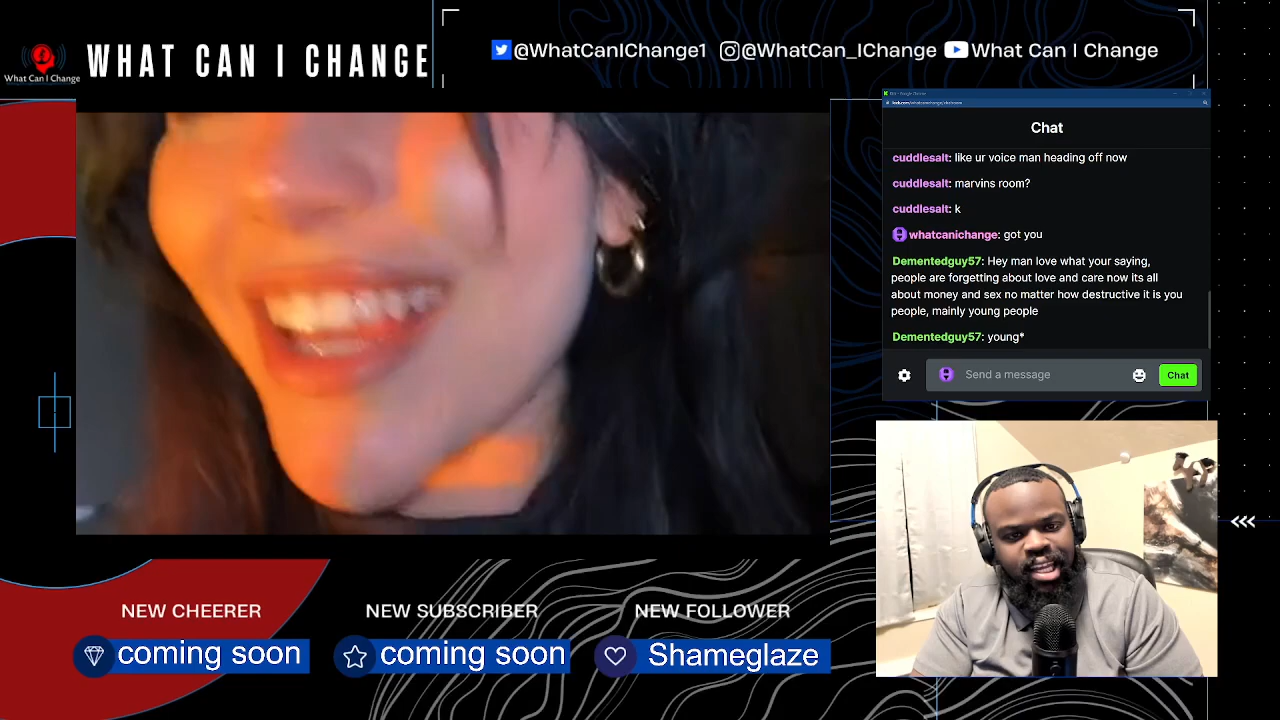 What Can I Change
WHAT CAN I CHANGE
@WhatCanIChange1 @WhatCan_IChange What Can I Change
Chat
cuddlesalt: like ur voice man heading off now
cuddlesalt: marvins room?
cuddlesalt: k
whatcanichange: got you
Dementedguy57: Hey man love what your saying,
people are forgetting about love and care now its all
about money and sex no matter how destructive it is you
people, mainly young people
Dementedguy57: young*
Send a message
Chat
NEW CHEERER
coming soon
NEW SUBSCRIBER
coming soon
NEW FOLLOWER
Shameglaze